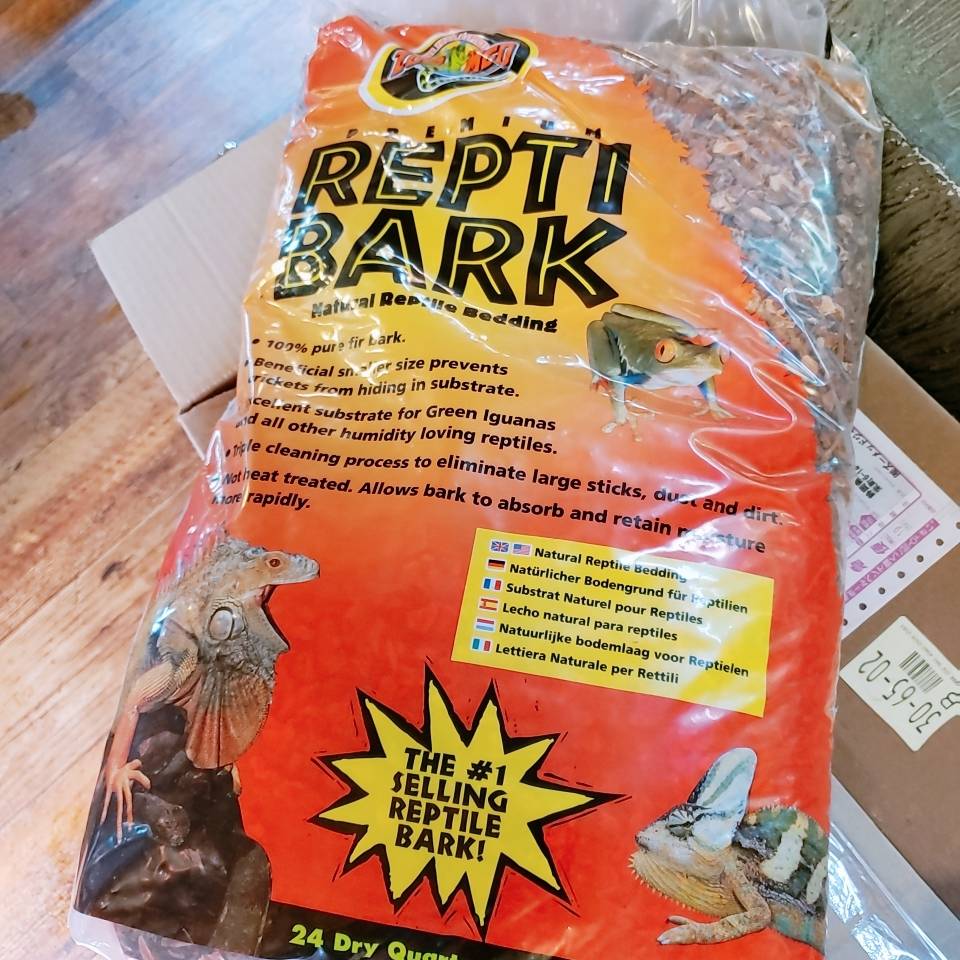 PREMIUM
REPTI
BARK
Natural Reptile Bedding
• 100% pure fir bark.
Beneficial smaller size prevents
crickets from hiding in substrate.
Excellent substrate for Green Iguanas
and all other humidity loving reptiles.
• Triple cleaning process to eliminate large sticks, dust and dirt.
Not heat treated. Allows bark to absorb and retain moisture
more rapidly.
Natural Reptile Bedding
Natürlicher Bodengrund für Reptilien
Substrat Naturel pour Reptiles
Lecho natural para reptiles
Natuurlijke bodemlaag voor Reptielen
Lettiera Naturale per Rettili
THE #1
SELLING
REPTILE
BARK!
24 Dry Quart
30-65-02
B